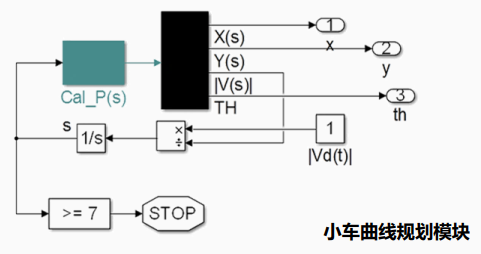 1
X(s)
x
Y(s)
2
y
|V(s)|
3
TH
th
Cal_P(s)
s
1/s
×
÷
1
|Vd(t)|
>= 7
STOP
小车曲线规划模块